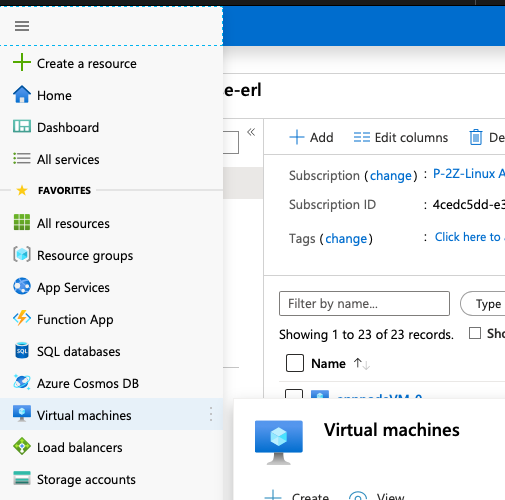 Create a resource
Home
Dashboard
All services
FAVORITES
All resources
Resource groups
App Services
Function App
SQL databases
Azure Cosmos DB
Virtual machines
Load balancers
Storage accounts
e-erl
«
Add
Edit columns
De
Subscription (change) : P-2Z-Linux A
Subscription ID : 4cedc5dd-e3
Tags (change) : Click here to
Filter by name...
Type
Showing 1 to 23 of 23 records.
Sho
Name ↑↓
Virtual machines
Create
View